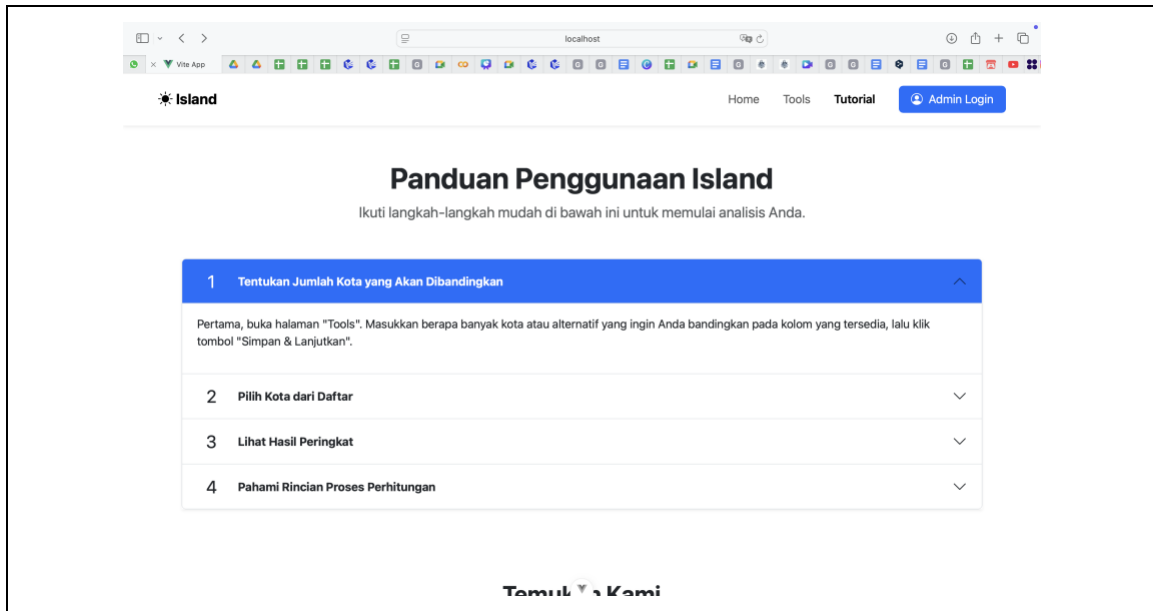 localhost
Vite App
Island
Home Tools Tutorial Admin Login
Panduan Penggunaan Island
Ikuti langkah-langkah mudah di bawah ini untuk memulai analisis Anda.
1 Tentukan Jumlah Kota yang Akan Dibandingkan
Pertama, buka halaman "Tools". Masukkan berapa banyak kota atau alternatif yang ingin Anda bandingkan pada kolom yang tersedia, lalu klik
tombol "Simpan & Lanjutkan".
2 Pilih Kota dari Daftar
3 Lihat Hasil Peringkat
4 Pahami Rincian Proses Perhitungan
Kami